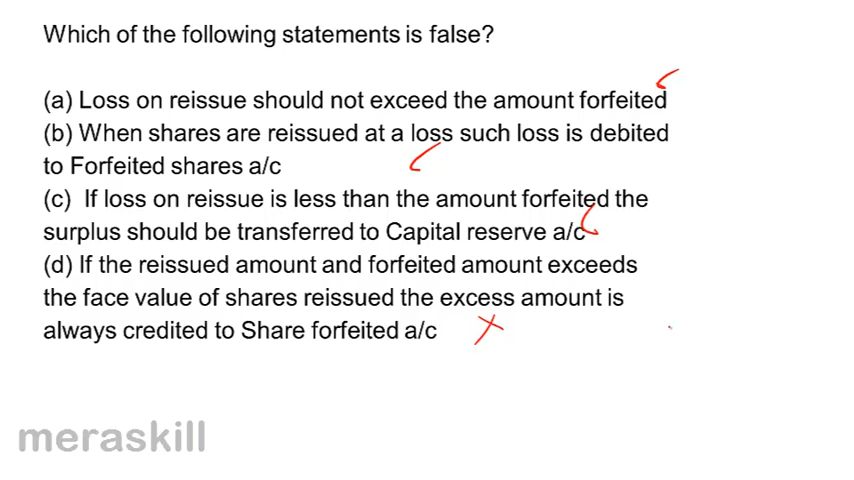 Which of the following statements is false?
(a) Loss on reissue should not exceed the amount forfeited
(b) When shares are reissued at a loss such loss is debited
to Forfeited shares a/c
(c) If loss on reissue is less than the amount forfeited the
surplus should be transferred to Capital reserve a/c
(d) If the reissued amount and forfeited amount exceeds
the face value of shares reissued the excess amount is
always credited to Share forfeited a/c
meraskill